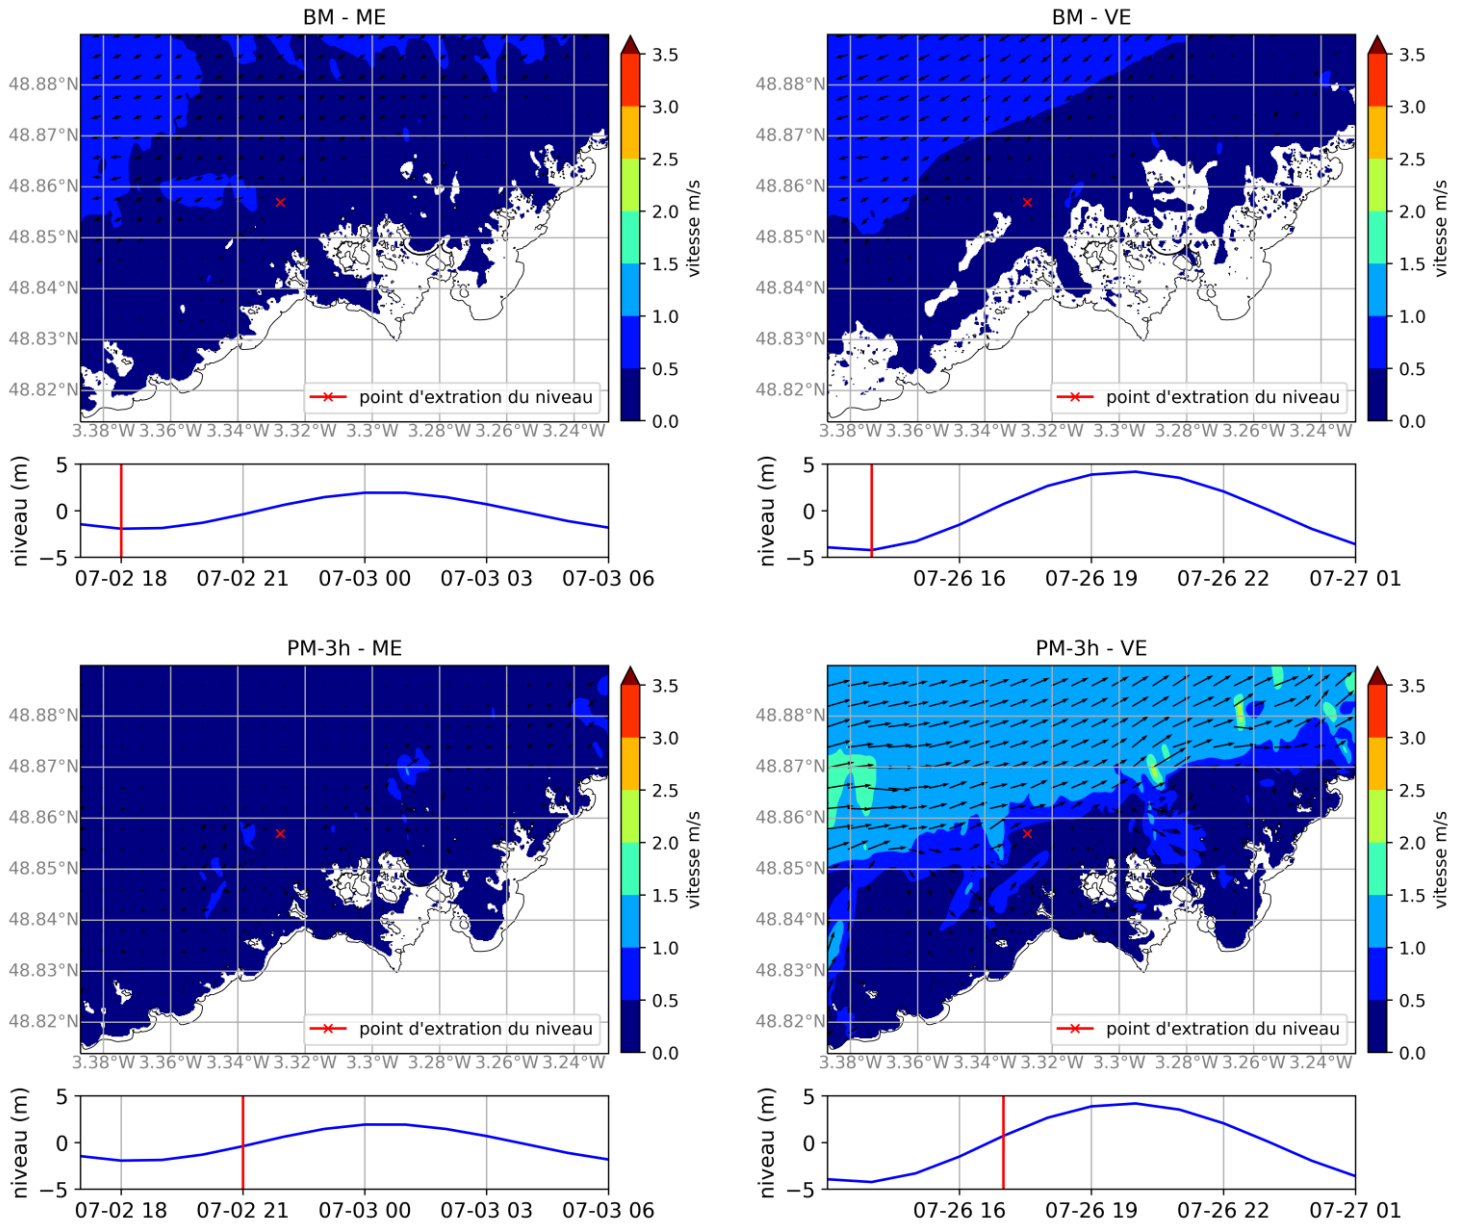 BM - ME
48.88°N
48.87°N
48.86°N
48.85°N
48.84°N
48.83°N
48.82°N
point d'extration du niveau
3.38°W 3.36°W 3.34°W 3.32°W 3.3°W 3.28°W 3.26°W 3.24°W
3.5
3.0
2.5
2.0
1.5
1.0
0.5
0.0
vitesse m/s
niveau (m)
5
0
−5
07-02 18 07-02 21 07-03 00 07-03 03 07-03 06
BM - VE
48.88°N
48.87°N
48.86°N
48.85°N
48.84°N
48.83°N
48.82°N
point d'extration du niveau
3.38°W 3.36°W 3.34°W 3.32°W 3.3°W 3.28°W 3.26°W 3.24°W
3.5
3.0
2.5
2.0
1.5
1.0
0.5
0.0
vitesse m/s
niveau (m)
5
0
−5
07-26 16 07-26 19 07-26 22 07-27 01
PM-3h - ME
48.88°N
48.87°N
48.86°N
48.85°N
48.84°N
48.83°N
48.82°N
point d'extration du niveau
3.38°W 3.36°W 3.34°W 3.32°W 3.3°W 3.28°W 3.26°W 3.24°W
3.5
3.0
2.5
2.0
1.5
1.0
0.5
0.0
vitesse m/s
niveau (m)
5
0
−5
07-02 18 07-02 21 07-03 00 07-03 03 07-03 06
PM-3h - VE
48.88°N
48.87°N
48.86°N
48.85°N
48.84°N
48.83°N
48.82°N
point d'extration du niveau
3.38°W 3.36°W 3.34°W 3.32°W 3.3°W 3.28°W 3.26°W 3.24°W
3.5
3.0
2.5
2.0
1.5
1.0
0.5
0.0
vitesse m/s
niveau (m)
5
0
−5
07-26 16 07-26 19 07-26 22 07-27 01